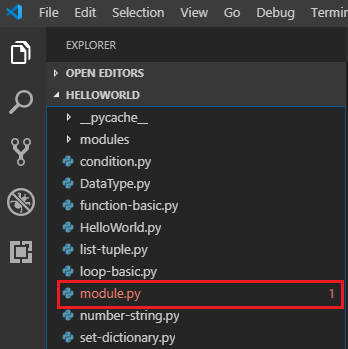 File Edit Selection View Go Debug Termin
EXPLORER
OPEN EDITORS
HELLOWORLD
__pycache__
modules
condition.py
DataType.py
function-basic.py
HelloWorld.py
list-tuple.py
loop-basic.py
module.py 1
number-string.py
set-dictionary.py